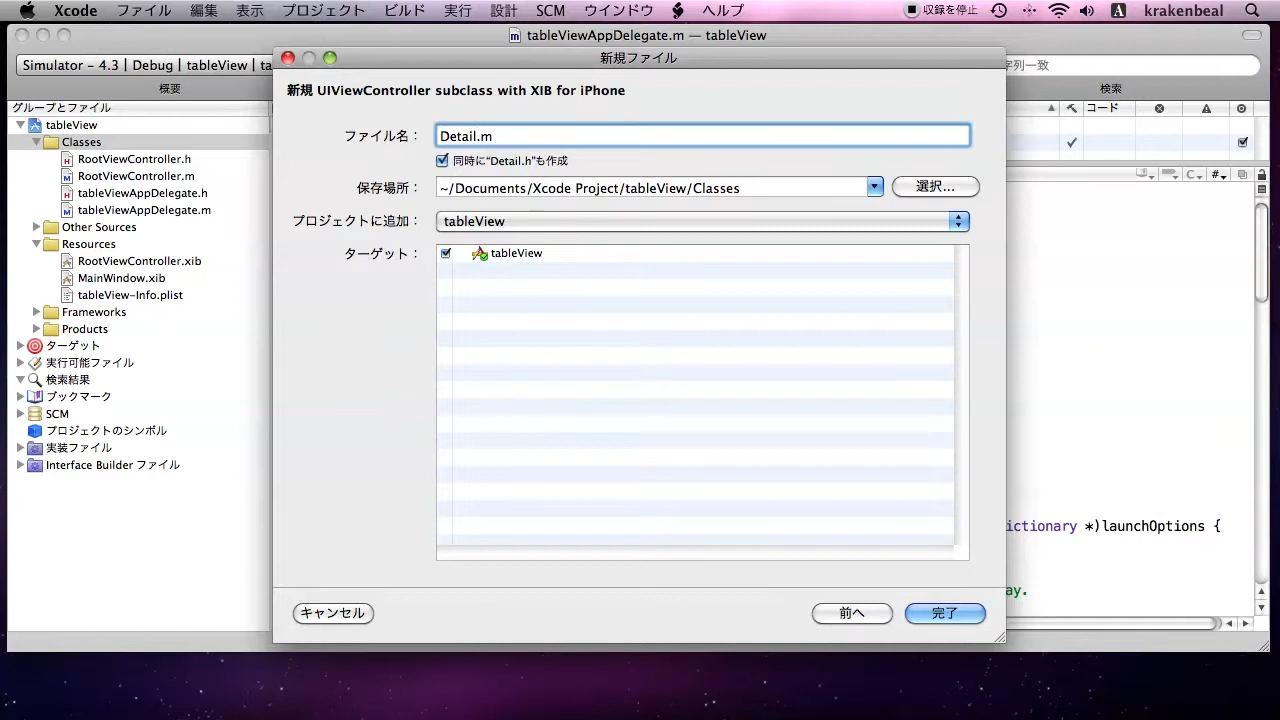 Xcode ファイル 編集 表示 プロジェクト ビルド 実行 設計 SCM ウインドウ ヘルプ 収録を停止 A krakenbeal
tableViewAppDelegate.m — tableView
Simulator – 4.3 | Debug | tableView | ta
字列一致
新規ファイル
概要
検索
グループとファイル
コード
tableView
Classes
RootViewController.h
RootViewController.m
tableViewAppDelegate.h
tableViewAppDelegate.m
Other Sources
Resources
RootViewController.xib
MainWindow.xib
tableView-Info.plist
Frameworks
Products
ターゲット
実行可能ファイル
検索結果
ブックマーク
SCM
プロジェクトのシンボル
実装ファイル
Interface Builder ファイル
新規 UIViewController subclass with XIB for iPhone
ファイル名：
Detail.m
同時に“Detail.h”も作成
保存場所：
~/Documents/Xcode Project/tableView/Classes
選択...
プロジェクトに追加：
tableView
ターゲット：
tableView
キャンセル
前へ
完了
C
#
ictionary *)launchOptions {
ay.